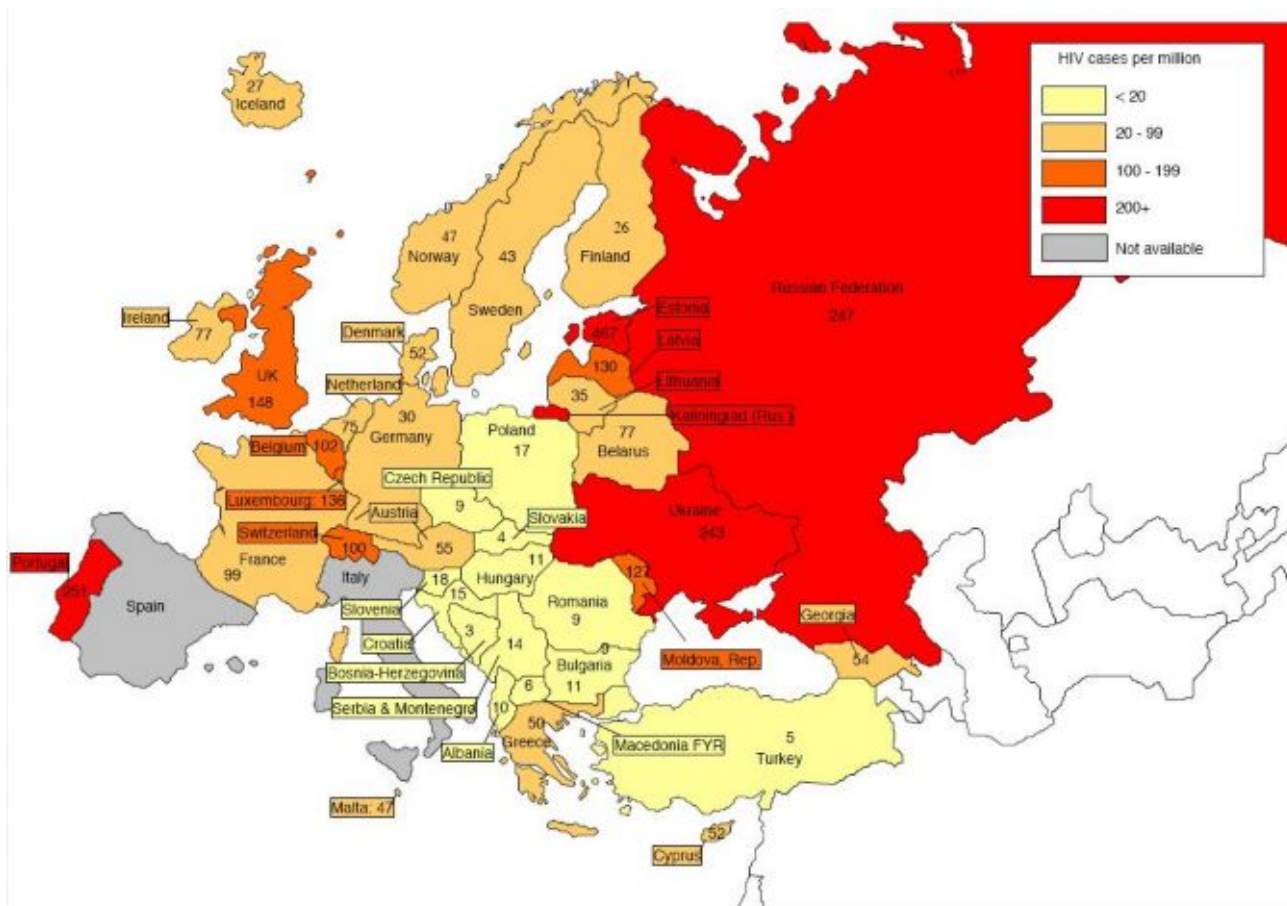 HIV cases per million
< 20
20 - 99
100 - 199
200+
Not available
27
Iceland
47
Norway
43
Sweden
26
Finland
Russian Federation
247
Ireland
77
UK
148
Denmark
52
Estonia
467
Latvia
130
Lithuania
35
Kaliningrad (Rus.)
Netherland
75
30
Germany
Poland
17
77
Belarus
Belgium
102
Luxembourg: 136
Czech Republic
9
Slovakia
4
Ukraine
243
Austria
55
Switzerland
100
France
99
Portugal
251
Spain
Italy
11
Hungary
127
Moldova, Rep.
Romania
9
9
Slovenia
18
15
Croatia
3
Bosnia-Herzegovina
14
Serbia & Montenegro
Bulgaria
11
Georgia
54
6
10
Albania
50
Greece
Macedonia FYR
5
Turkey
Malta: 47
52
Cyprus